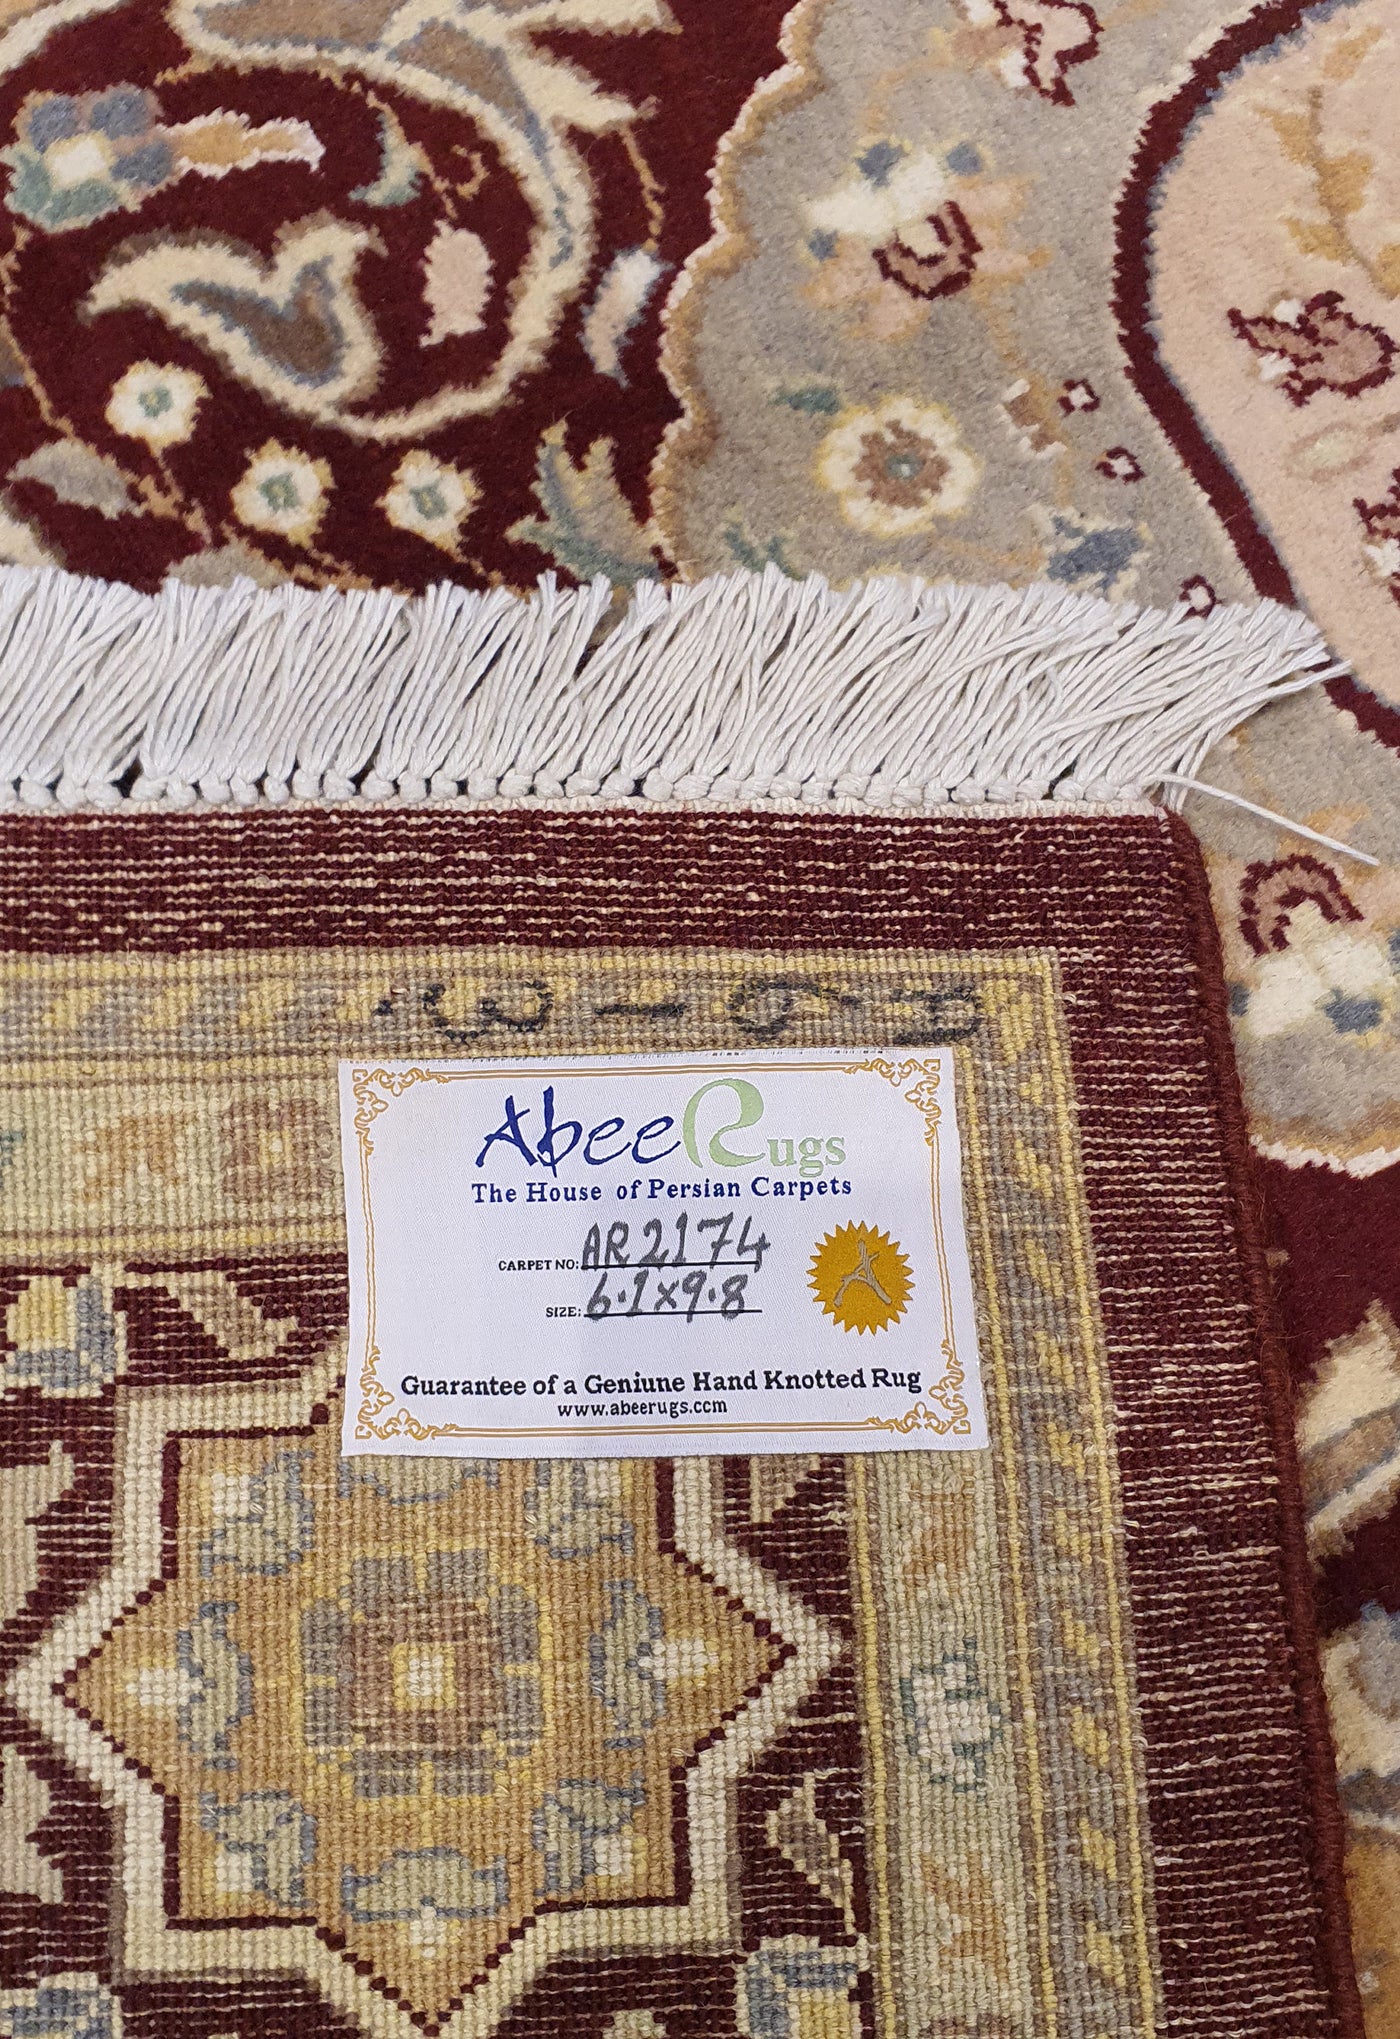 AbeeRugs
The House of Persian Carpets
CARPET NO: AR2174
SIZE: 6.1x9.8
Guarantee of a Geniune Hand Knotted Rug
www.abeerugs.com